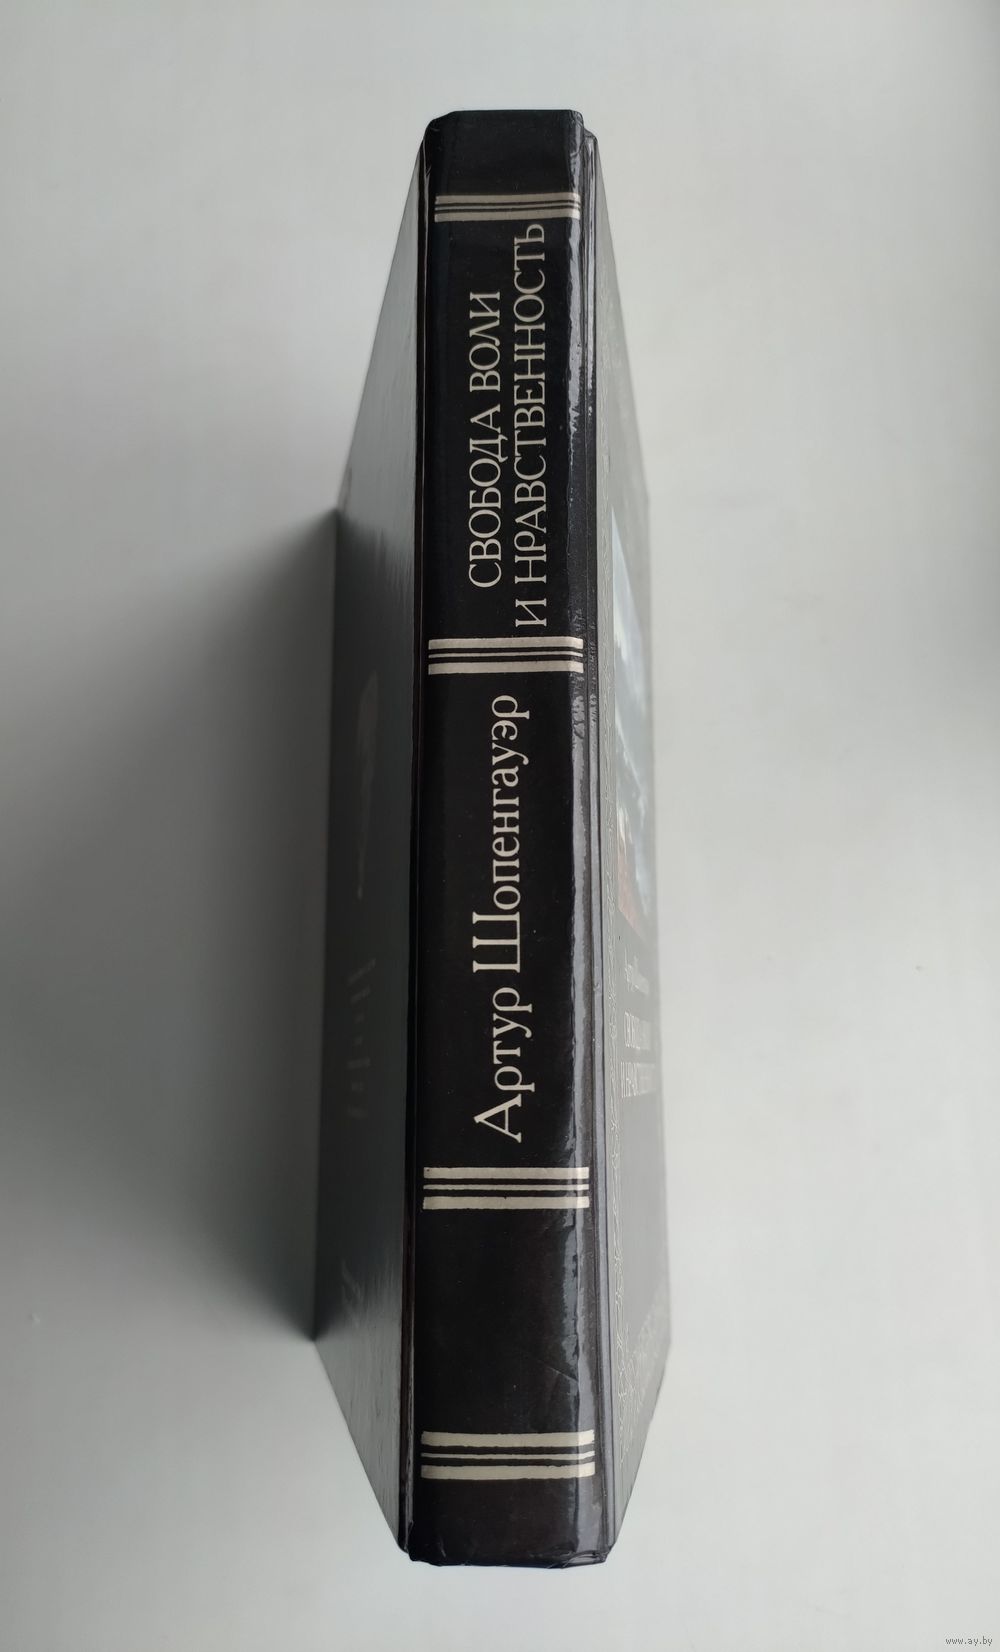 Артур Шопенгауэр
СВОБОДА ВОЛИ
И НРАВСТВЕННОСТЬ
www.ay.by